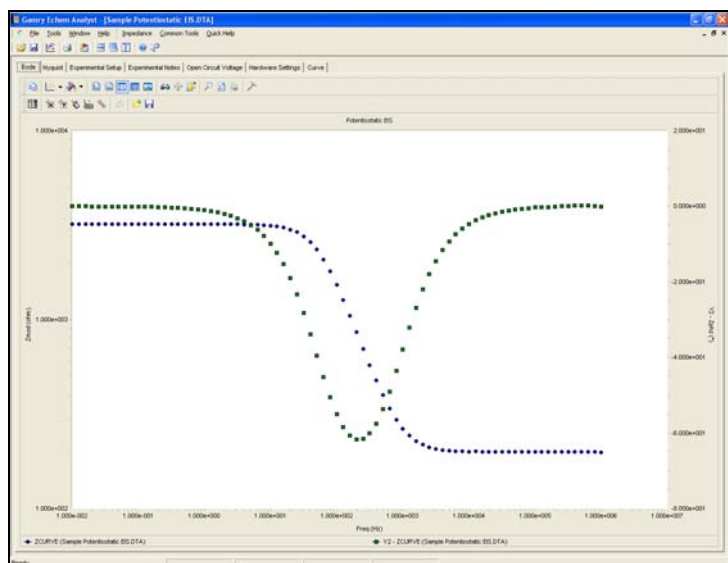 Gamry Echem Analyst - [Sample Potentiostatic EIS.DTA]
File Tools Window Help Impedance Common Tools Quick Help
Bode Nyquist Experimental Setup Experimental Notes Open Circuit Voltage Hardware Settings Curve
Potentiostatic EIS
1.000e+004
1.000e+003
1.000e+002
Zmod (ohm)
2.000e+001
0.000e+000
-2.000e+001
-4.000e+001
-6.000e+001
-8.000e+001
Y2 - Zphz (°)
1.000e-002 1.000e-001 1.000e+000 1.000e+001 1.000e+002 1.000e+003 1.000e+004 1.000e+005 1.000e+006 1.000e+007
Freq (Hz)
ZCURVE (Sample Potentiostatic EIS.DTA) Y2 - ZCURVE (Sample Potentiostatic EIS.DTA)
Ready